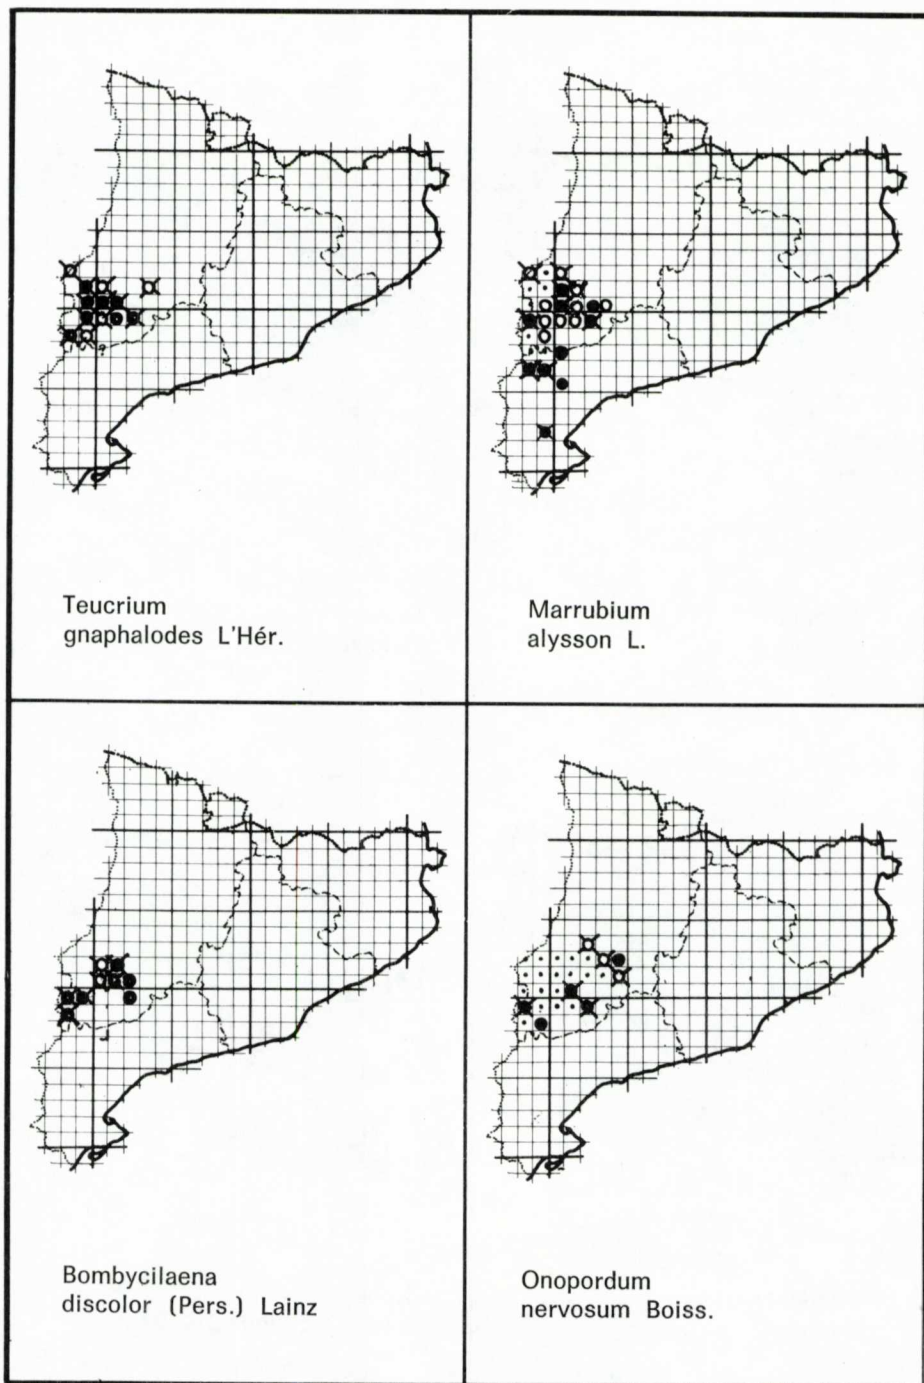 Teucrium
gnaphalodes L'Hér.
Marrubium
alysson L.
Bombycilaena
discolor (Pers.) Lainz
Onopordum
nervosum Boiss.